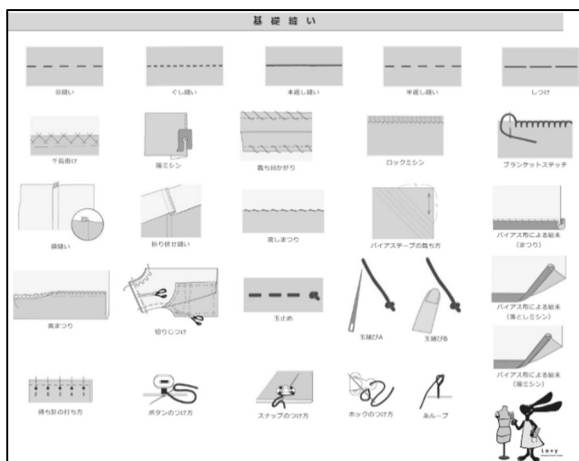 基礎縫い
並縫い
ぐし縫い
本返し縫い
半返し縫い
しつけ
千鳥掛け
端ミシン
裁ち目かがり
ロックミシン
ブランケットステッチ
袋縫い
折り伏せ縫い
流しまつり
バイアステープの裁ち方
バイアス布による始末
(まつり)
奥まつり
切りじつけ
玉止め
玉結びA
玉結びB
バイアス布による始末
(落としミシン)
バイアス布による始末
(端ミシン)
待ち針の打ち方
ボタンのつけ方
スナップのつけ方
ホックのつけ方
糸ループ